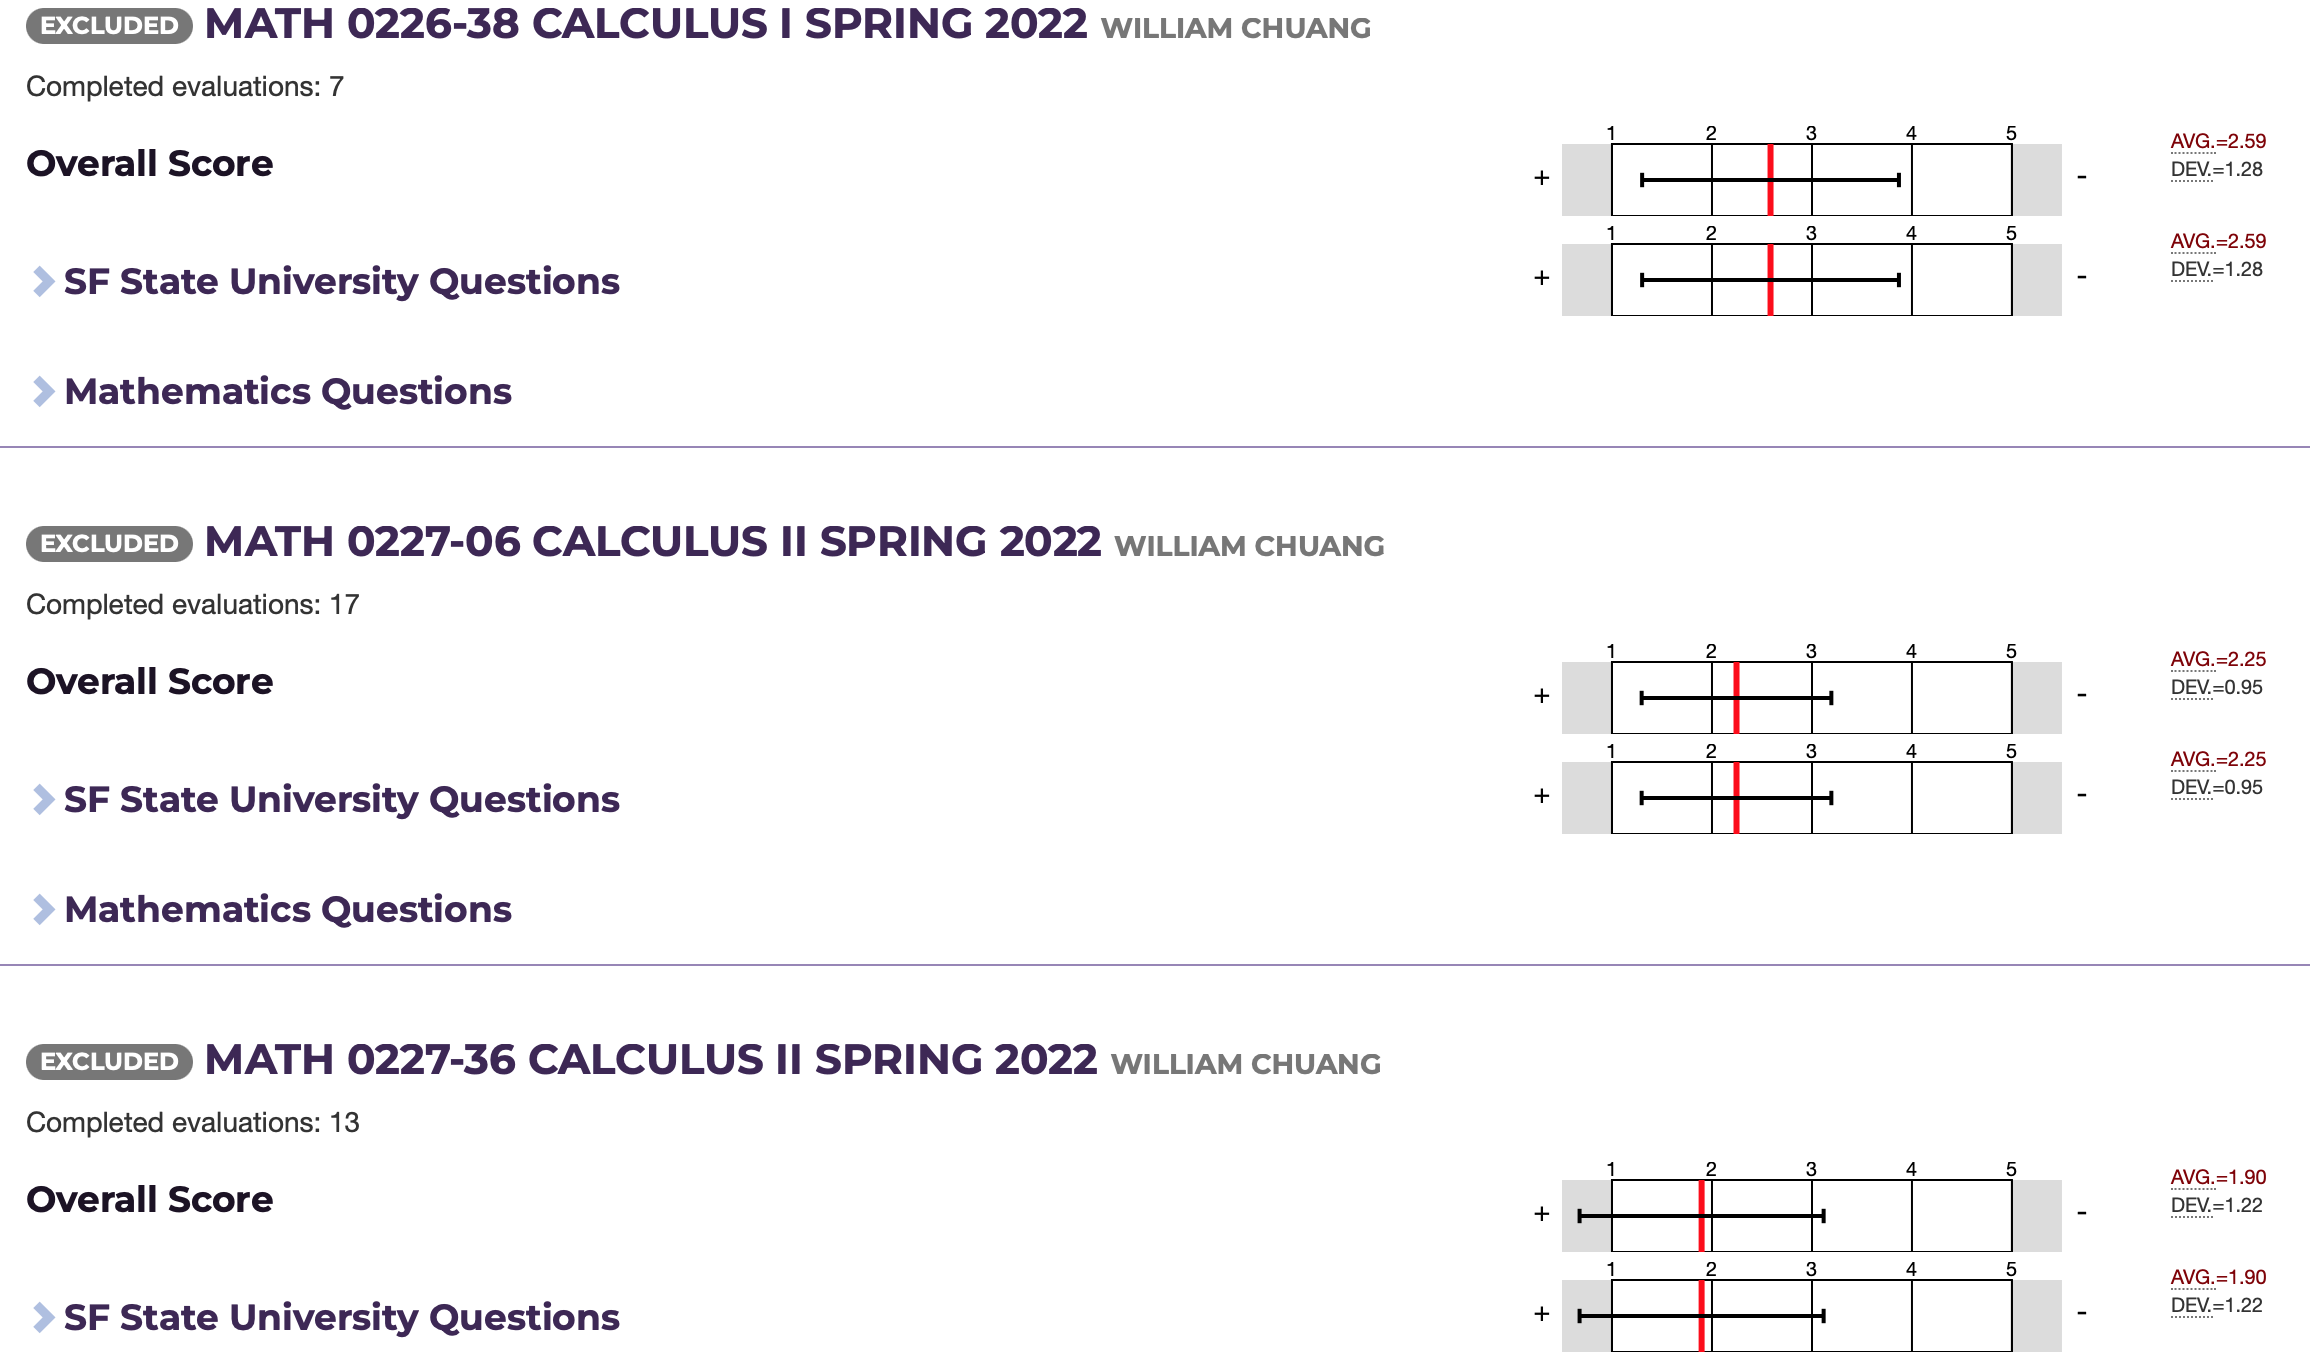 EXCLUDED MATH 0226-38 CALCULUS I SPRING 2022 WILLIAM CHUANG
Completed evaluations: 7
Overall Score
1 2 3 4 5
+ -
AVG.=2.59
DEV.=1.28
SF State University Questions
1 2 3 4 5
+ -
AVG.=2.59
DEV.=1.28
Mathematics Questions
EXCLUDED MATH 0227-06 CALCULUS II SPRING 2022 WILLIAM CHUANG
Completed evaluations: 17
Overall Score
1 2 3 4 5
+ -
AVG.=2.25
DEV.=0.95
SF State University Questions
1 2 3 4 5
+ -
AVG.=2.25
DEV.=0.95
Mathematics Questions
EXCLUDED MATH 0227-36 CALCULUS II SPRING 2022 WILLIAM CHUANG
Completed evaluations: 13
Overall Score
1 2 3 4 5
+ -
AVG.=1.90
DEV.=1.22
SF State University Questions
1 2 3 4 5
+ -
AVG.=1.90
DEV.=1.22